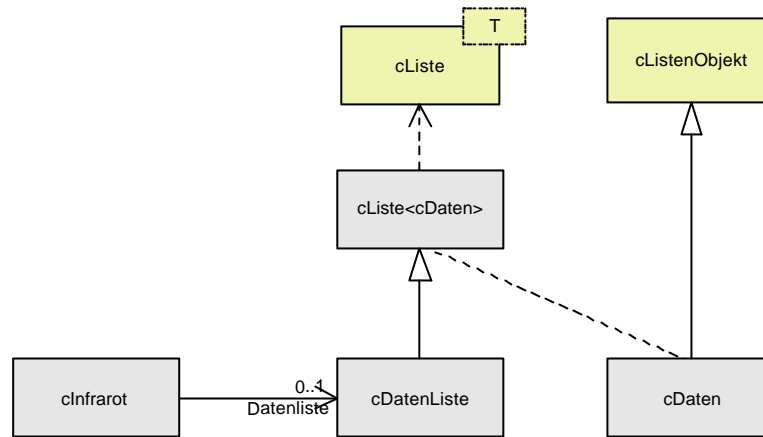 T
cListe
cListenObjekt
cListe<cDaten>
cInfrarot
0..1
Datenliste
cDatenListe
cDaten